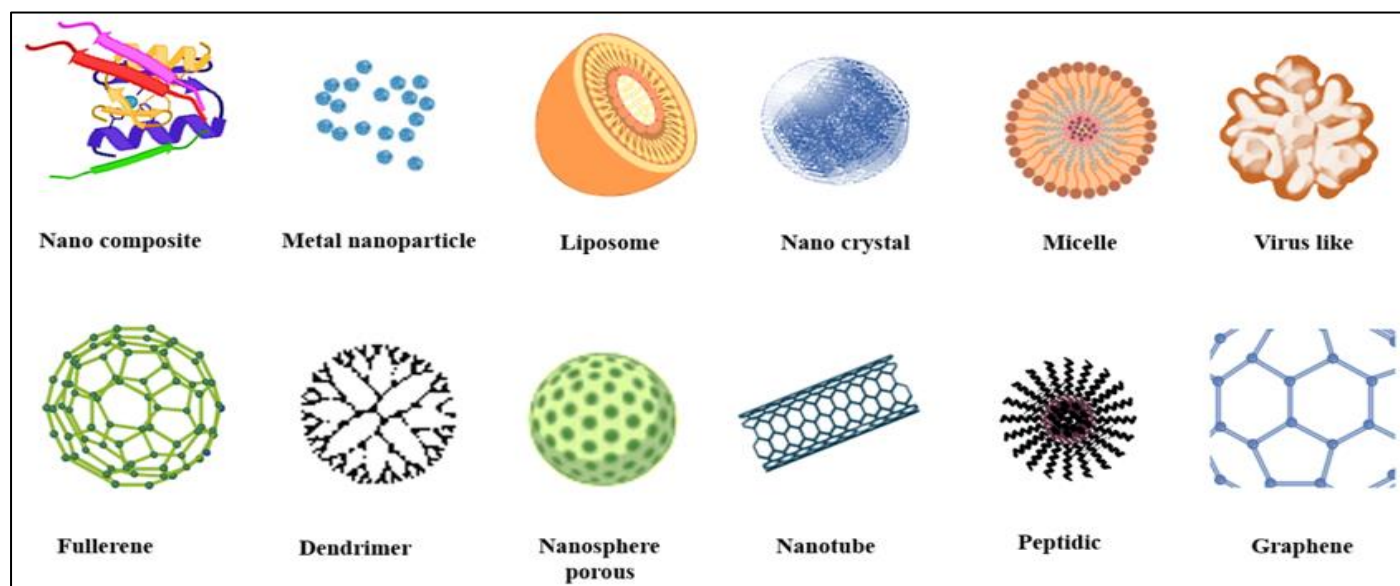 Nano composite
Metal nanoparticle
Liposome
Nano crystal
Micelle
Virus like
Fullerene
Dendrimer
Nanosphere
porous
Nanotube
Peptidic
Graphene